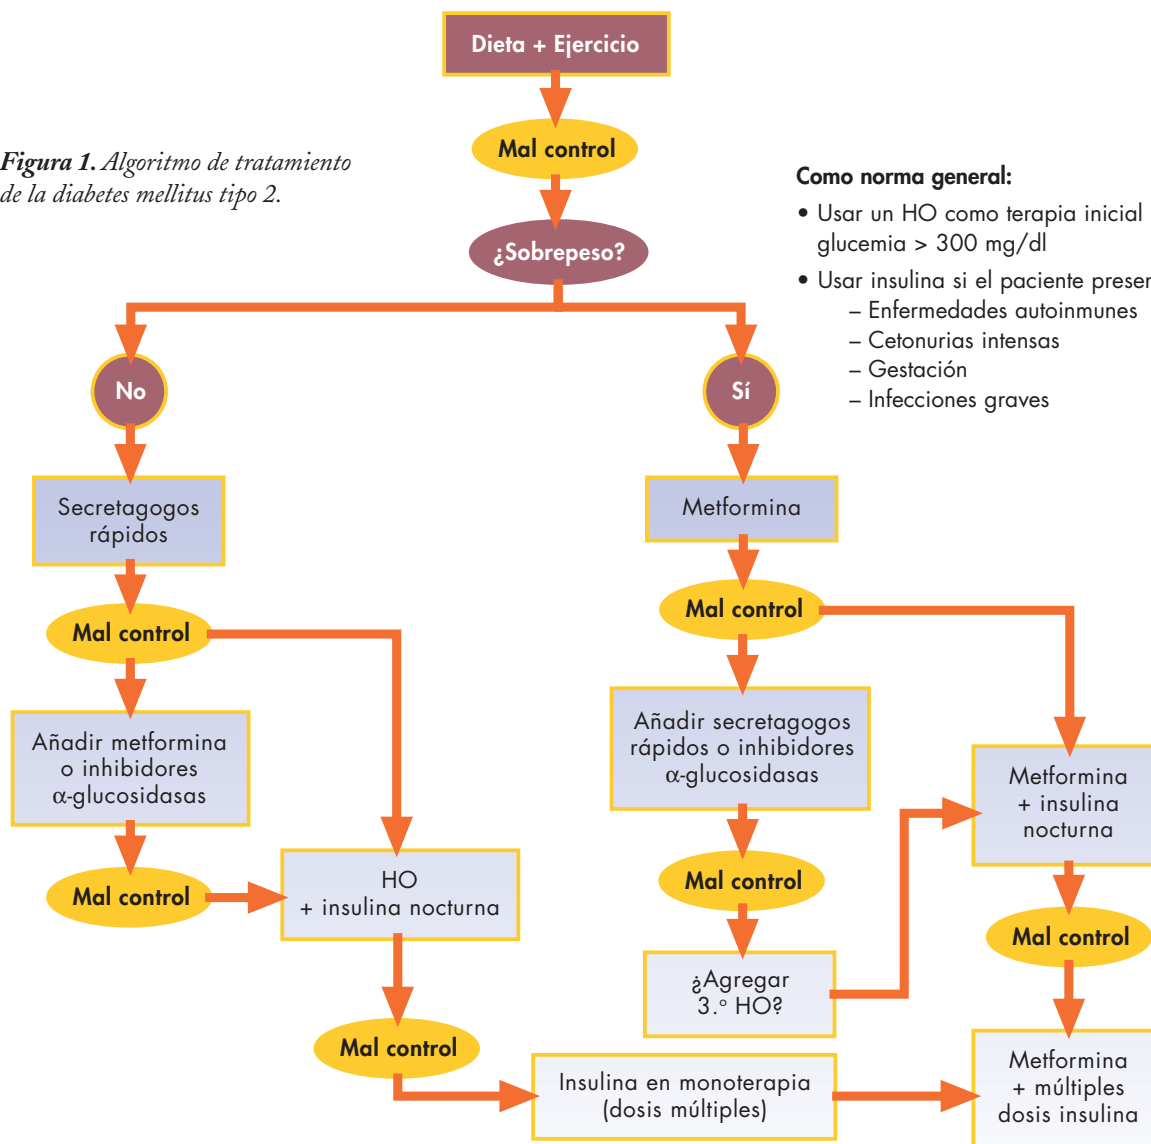 Dieta + Ejercicio
Mal control
Figura 1. Algoritmo de tratamiento
de la diabetes mellitus tipo 2.
¿Sobrepeso?
Como norma general:
• Usar un HO como terapia inicial
glucemia > 300 mg/dl
• Usar insulina si el paciente presen
– Enfermedades autoinmunes
– Cetonurias intensas
– Gestación
– Infecciones graves
No
Sí
Secretagogos
rápidos
Metformina
Mal control
Mal control
Añadir metformina
o inhibidores
α-glucosidasas
Añadir secretagogos
rápidos o inhibidores
α-glucosidasas
Metformina
+ insulina
nocturna
Mal control
HO
+ insulina nocturna
Mal control
Mal control
¿Agregar
3.º HO?
Mal control
Insulina en monoterapia
(dosis múltiples)
Metformina
+ múltiples
dosis insulina